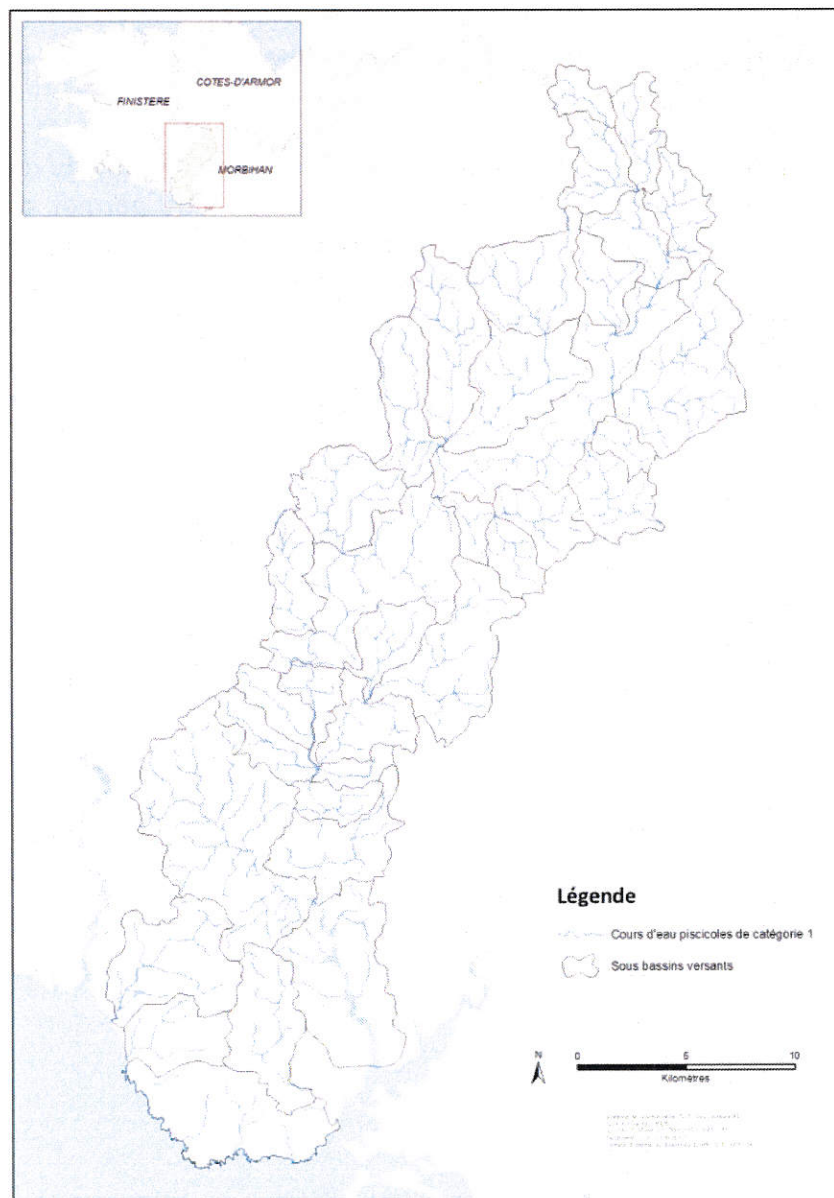 COTES-D'ARMOR
FINISTERE
MORBIHAN
Légende
Cours d'eau piscicoles de catégorie 1
Sous bassins versants
N
0 5 10
Kilomètres